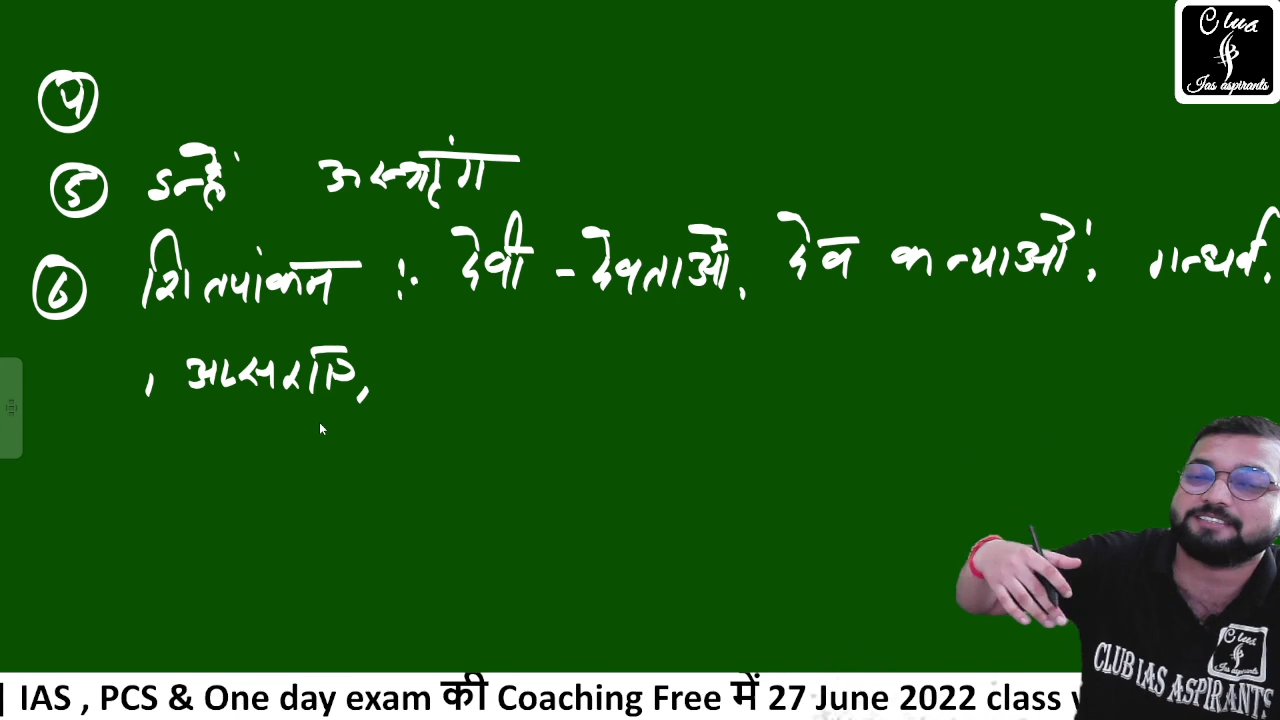 Club
Ias aspirants
4
5 इन्हें
6 शिल्पांकन :- देवी - देवताओं, देव कन्याओं, गन्धर्व,
, अप्सराएं,
Club
CLUB IAS ASPIRANTS
| IAS , PCS & One day exam की Coaching Free में 27 June 2022 class